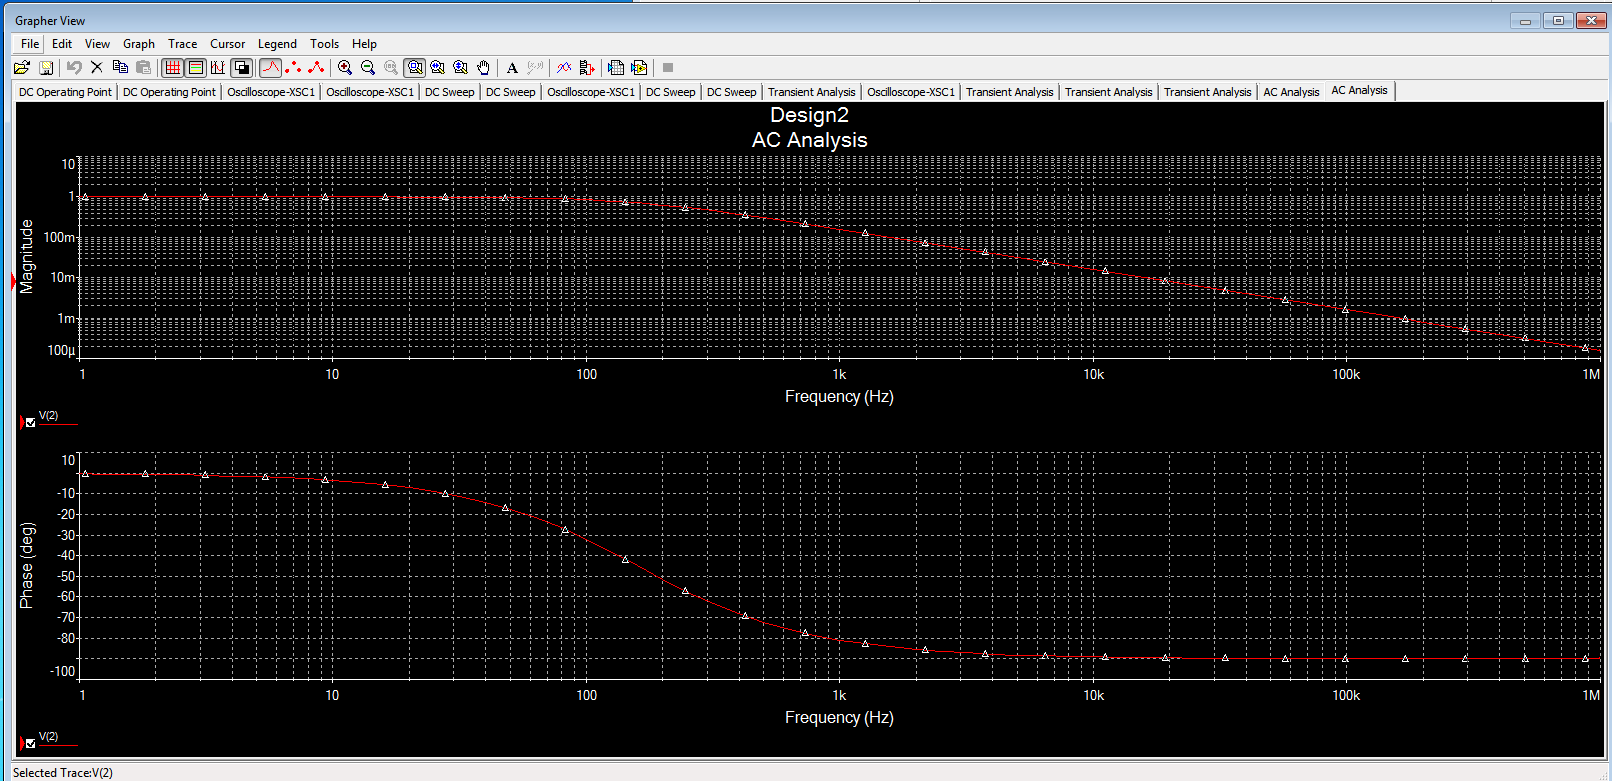 Grapher View
File Edit View Graph Trace Cursor Legend Tools Help
DC Operating Point DC Operating Point Oscilloscope-XSC1 Oscilloscope-XSC1 DC Sweep DC Sweep Oscilloscope-XSC1 DC Sweep DC Sweep Transient Analysis Oscilloscope-XSC1 Transient Analysis Transient Analysis Transient Analysis AC Analysis AC Analysis
Design2
AC Analysis
Magnitude
10
1
100m
10m
1m
100µ
1 10 100 1k 10k 100k 1M
Frequency (Hz)
V(2)
Phase (deg)
10
-10
-20
-30
-40
-50
-60
-70
-80
-100
1 10 100 1k 10k 100k 1M
Frequency (Hz)
V(2)
Selected Trace:V(2)